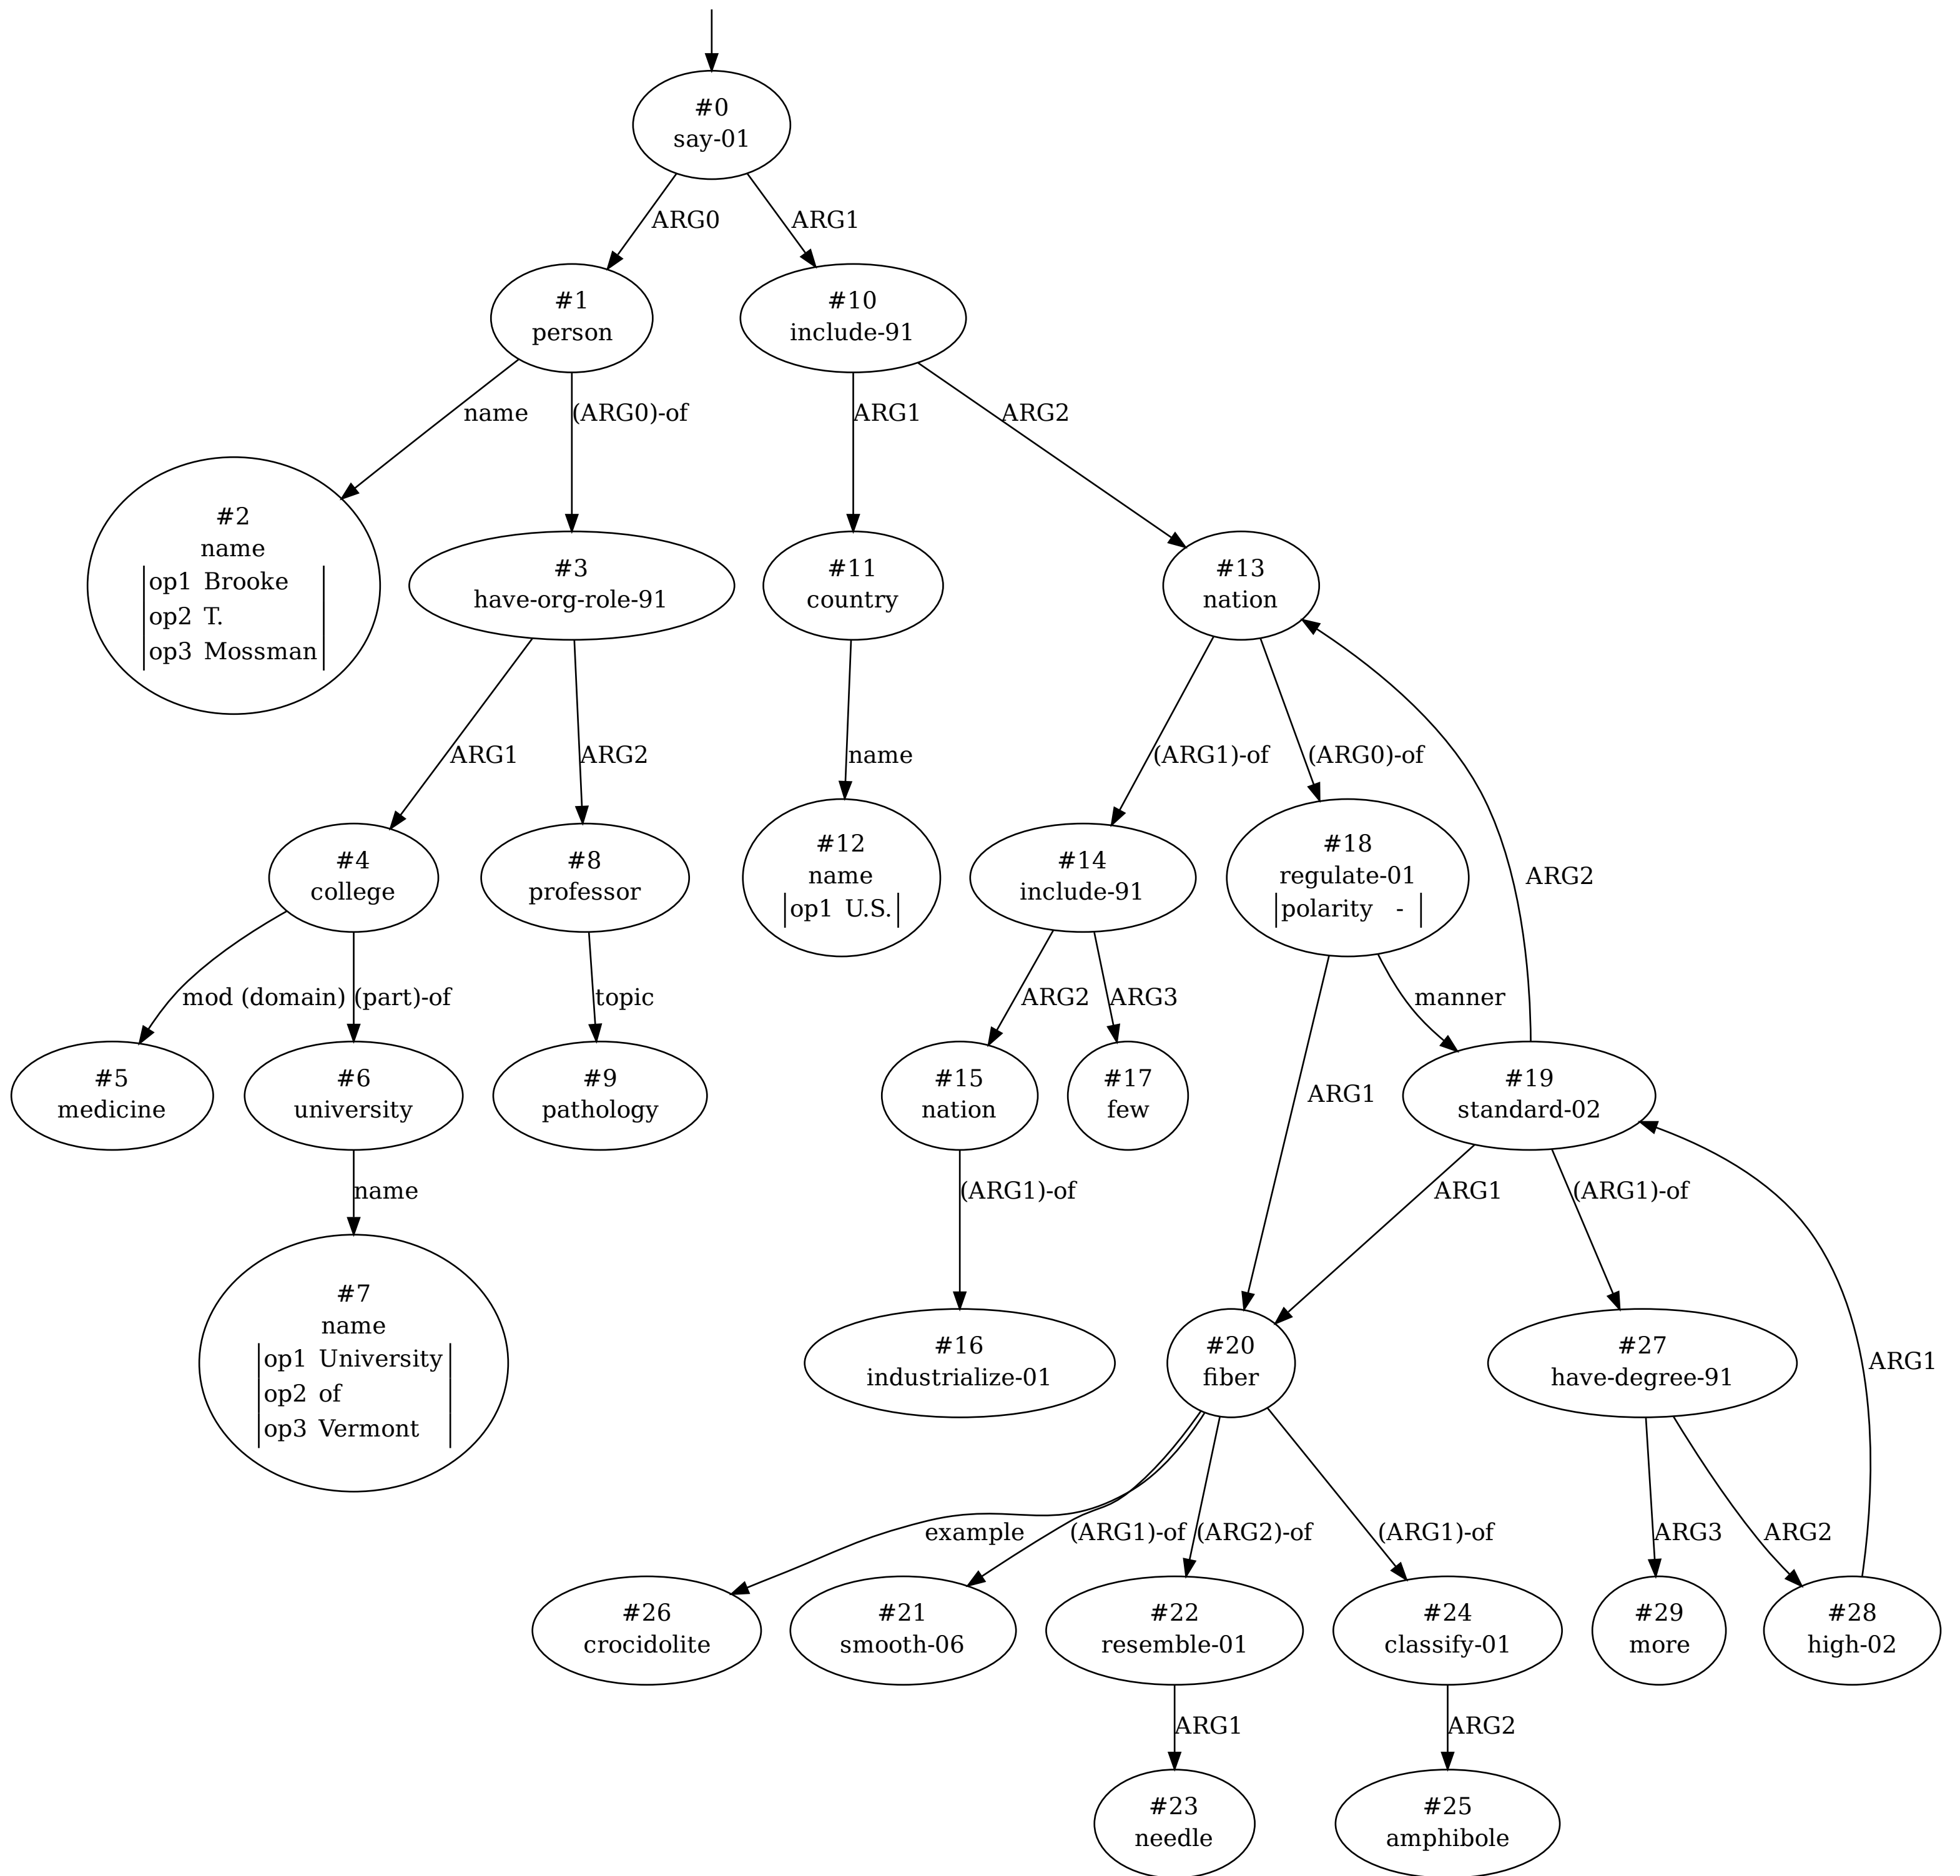 #0
say-01
ARG0
ARG1
#1
person
#10
include-91
name
(ARG0)-of
ARG1
ARG2
#2
name
op1 Brooke
op2 T.
op3 Mossman
#3
have-org-role-91
#11
country
#13
nation
ARG1
ARG2
name
(ARG1)-of
(ARG0)-of
ARG2
#4
college
#8
professor
#12
name
op1 U.S.
#14
include-91
#18
regulate-01
polarity -
mod (domain)
(part)-of
topic
ARG2
ARG3
manner
ARG1
#5
medicine
#6
university
#9
pathology
#15
nation
#17
few
#19
standard-02
name
(ARG1)-of
ARG1
(ARG1)-of
#7
name
op1 University
op2 of
op3 Vermont
#16
industrialize-01
#20
fiber
#27
have-degree-91
ARG1
example
(ARG1)-of
(ARG2)-of
(ARG1)-of
ARG3
ARG2
#26
crocidolite
#21
smooth-06
#22
resemble-01
#24
classify-01
#29
more
#28
high-02
ARG1
ARG2
#23
needle
#25
amphibole